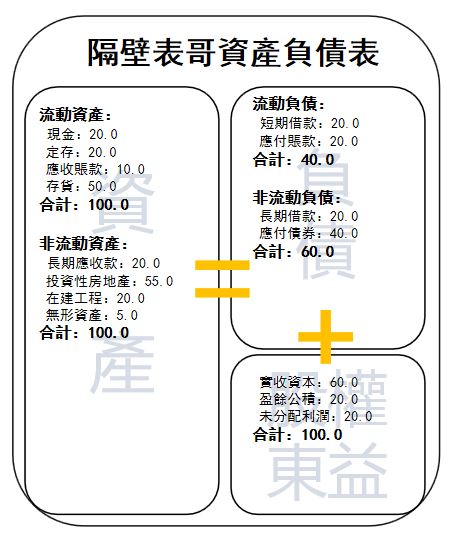 隔壁表哥資產負債表
流動資產：
現金：20.0
定存：20.0
應收賬款：10.0
存貨：50.0
合計：100.0
非流動資產：
長期應收款：20.0
投資性房地產：55.0
在建工程：20.0
無形資產：5.0
合計：100.0
資
產
=
流動負債：
短期借款：20.0
應付賬款：20.0
合計：40.0
非流動負債：
長期借款：20.0
應付債券：40.0
合計：60.0
負
債
+
實收資本：60.0
盈餘公積：20.0
未分配利潤：20.0
合計：100.0
股權
東益